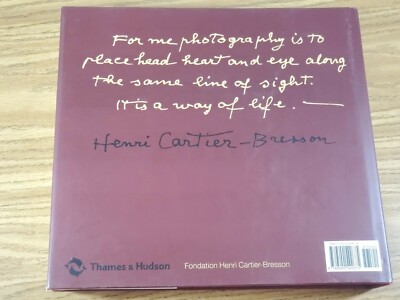 For me photography is to
place head heart and eye along
the same line of sight.
It is a way of life. —
Henri Cartier-Bresson
Thames & Hudson
Fondation Henri Cartier-Bresson